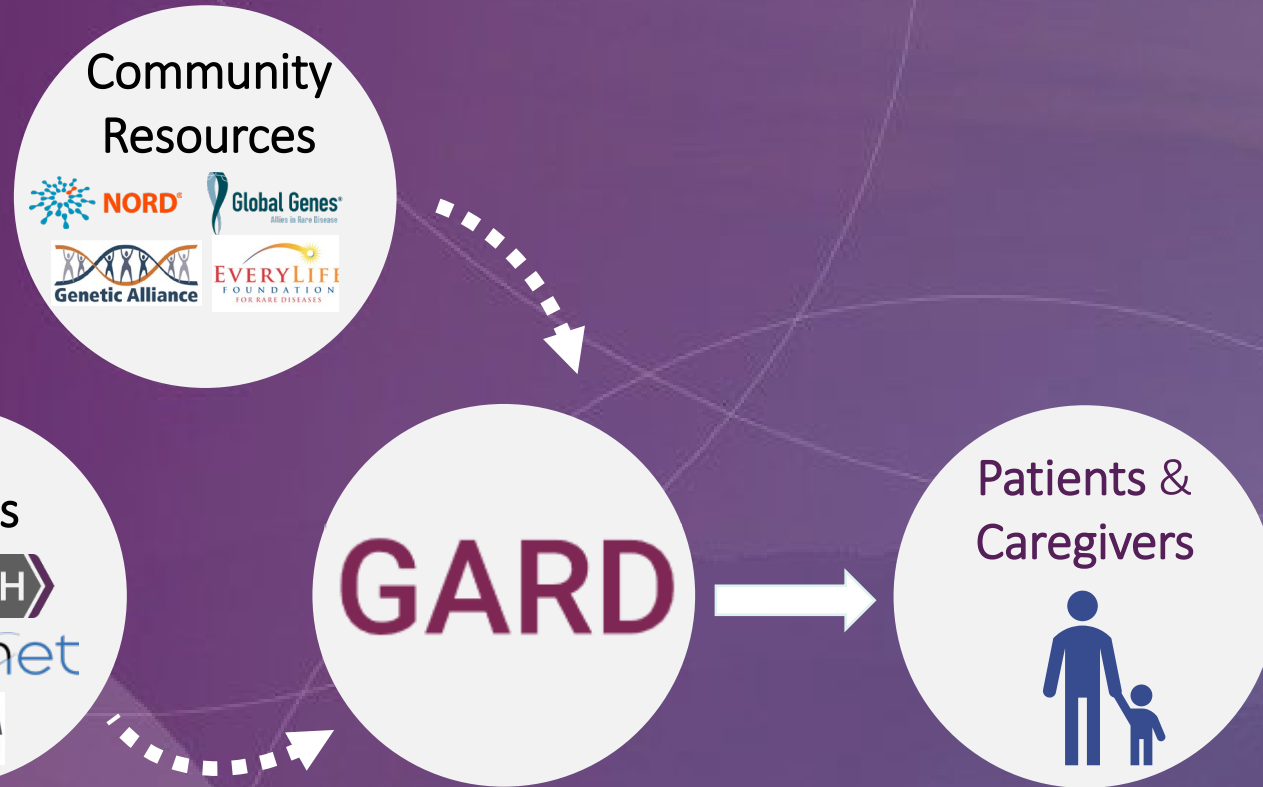 Community
Resources
NORD®
Global Genes®
Allies in Rare Disease
Genetic Alliance
EVERYLIFE
FOUNDATION
FOR RARE DISEASES
s
H
net
GARD
Patients &
Caregivers